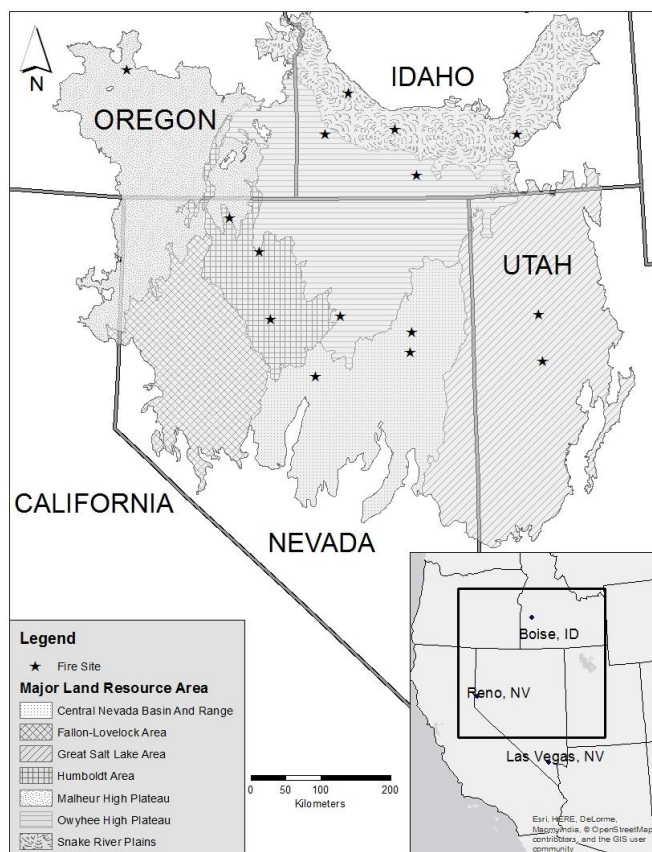 N
IDAHO
OREGON
UTAH
CALIFORNIA
NEVADA
Legend
Fire Site
Major Land Resource Area
Central Nevada Basin And Range
Fallon-Lovelock Area
Great Salt Lake Area
Humboldt Area
Malheur High Plateau
Owyhee High Plateau
Snake River Plains
0 50 100 200
Kilometers
Boise, ID
Reno, NV
Las Vegas, NV
Esri, HERE, DeLorme,
MapmyIndia, © OpenStreetMap
contributors, and the GIS user
community